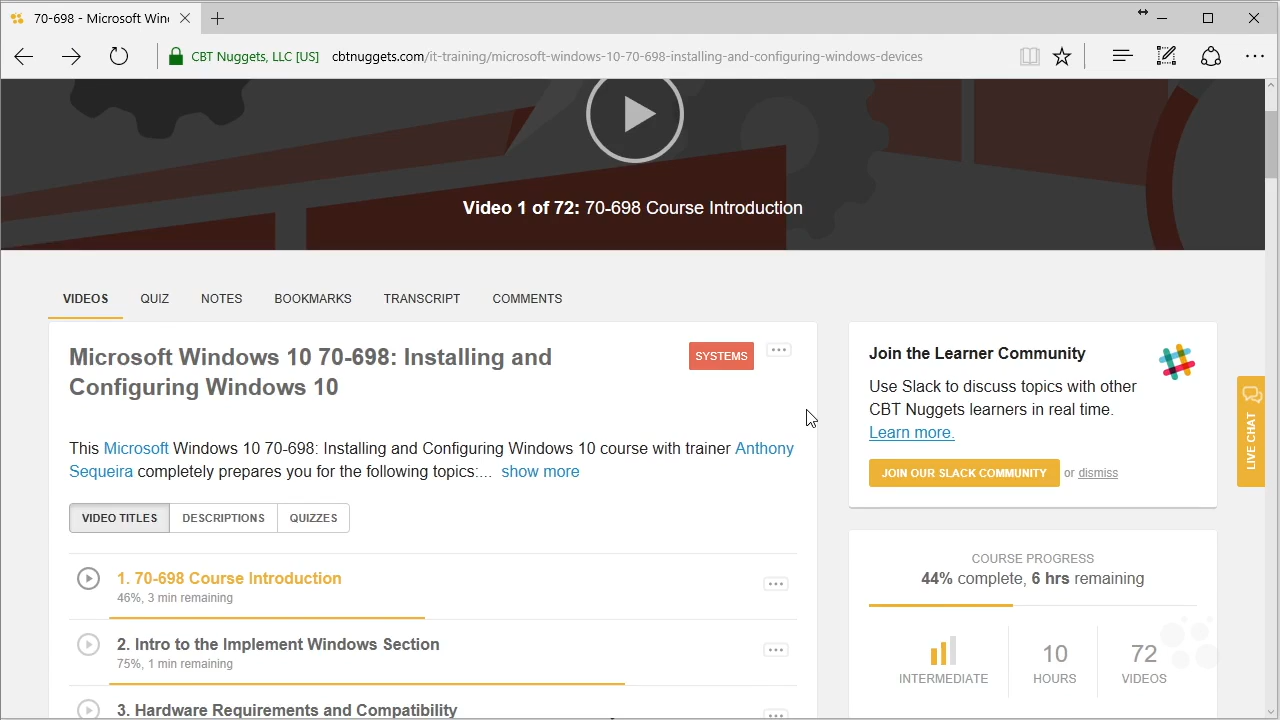 70-698 - Microsoft Win
CBT Nuggets, LLC [US] cbtnuggets.com/it-training/microsoft-windows-10-70-698-installing-and-configuring-windows-devices
Video 1 of 72: 70-698 Course Introduction
VIDEOS QUIZ NOTES BOOKMARKS TRANSCRIPT COMMENTS
Microsoft Windows 10 70-698: Installing and
Configuring Windows 10
SYSTEMS
This Microsoft Windows 10 70-698: Installing and Configuring Windows 10 course with trainer Anthony
Sequeira completely prepares you for the following topics:... show more
VIDEO TITLES DESCRIPTIONS QUIZZES
1. 70-698 Course Introduction
46%, 3 min remaining
2. Intro to the Implement Windows Section
75%, 1 min remaining
3. Hardware Requirements and Compatibility
Join the Learner Community
Use Slack to discuss topics with other
CBT Nuggets learners in real time.
Learn more.
JOIN OUR SLACK COMMUNITY or dismiss
COURSE PROGRESS
44% complete, 6 hrs remaining
10 72
INTERMEDIATE HOURS VIDEOS
LIVE CHAT